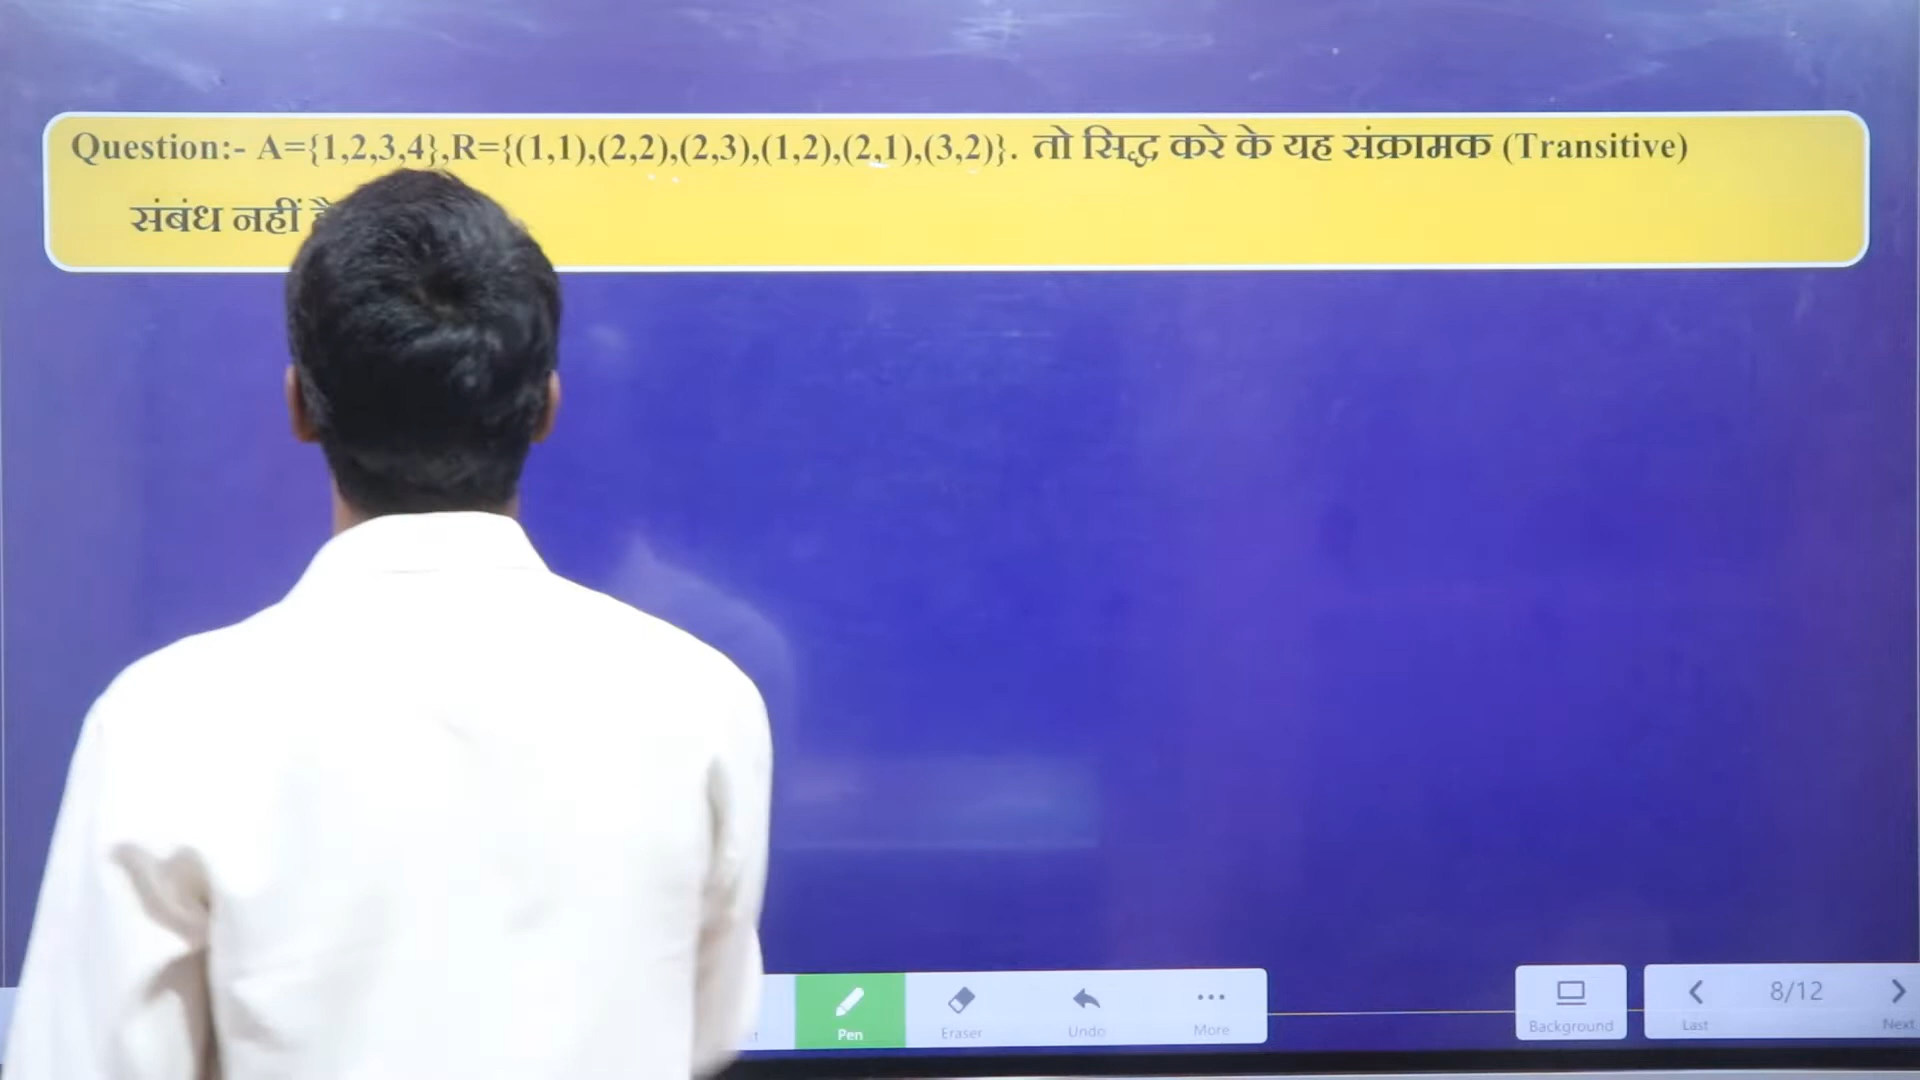 Question:- A={1,2,3,4},R={(1,1),(2,2),(2,3),(1,2),(2,1),(3,2)}. तो सिद्ध करे के यह संक्रामक (Transitive)
संबंध नहीं
Pen
Eraser
Undo
More
Background
Last
8/12
Next